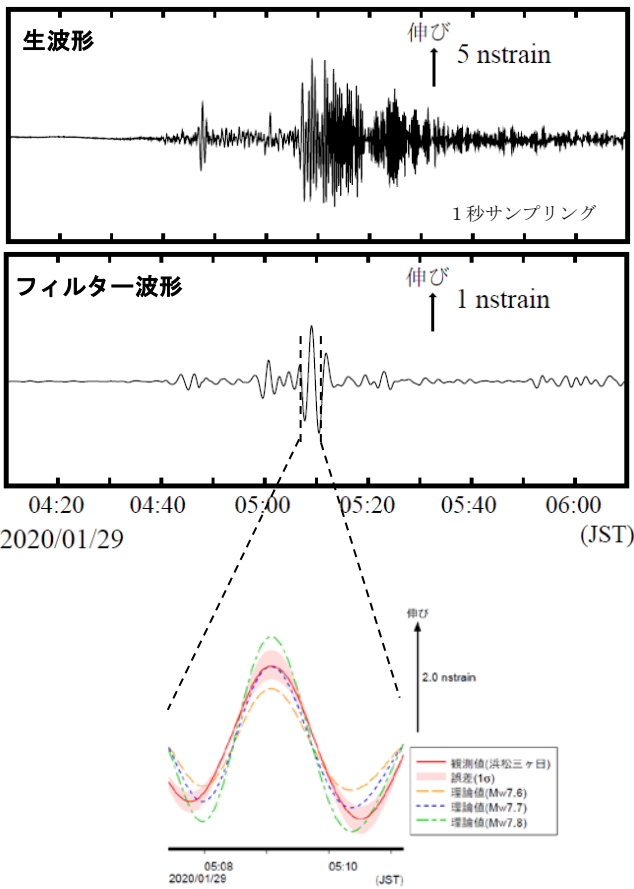 生波形
伸び
5 nstrain
１秒サンプリング
フィルター波形
伸び
1 nstrain
04:20 04:40 05:00 05:20 05:40 06:00
2020/01/29 (JST)
伸び
2.0 nstrain
観測値(浜松三ヶ日)
誤差(1σ)
理論値(Mw7.6)
理論値(Mw7.7)
理論値(Mw7.8)
05:08 05:10
2020/01/29 (JST)